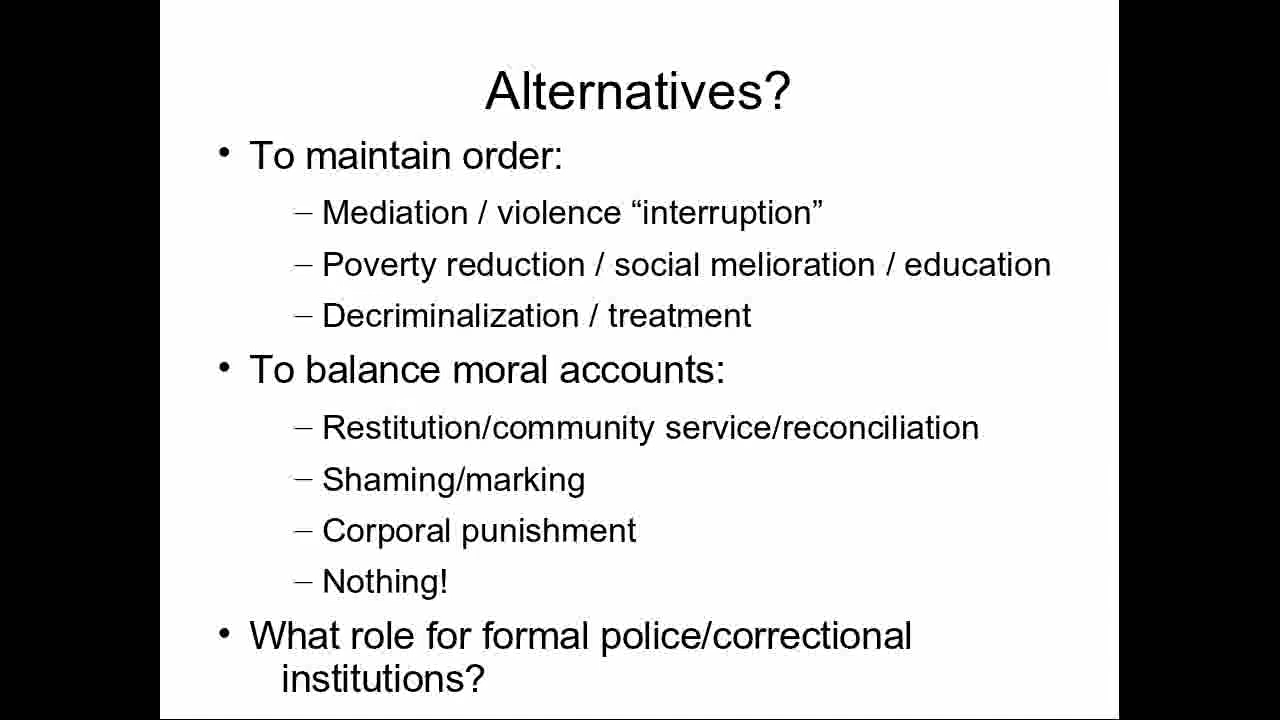 Alternatives?
• To maintain order:
– Mediation / violence “interruption”
– Poverty reduction / social melioration / education
– Decriminalization / treatment
• To balance moral accounts:
– Restitution/community service/reconciliation
– Shaming/marking
– Corporal punishment
– Nothing!
• What role for formal police/correctional
institutions?